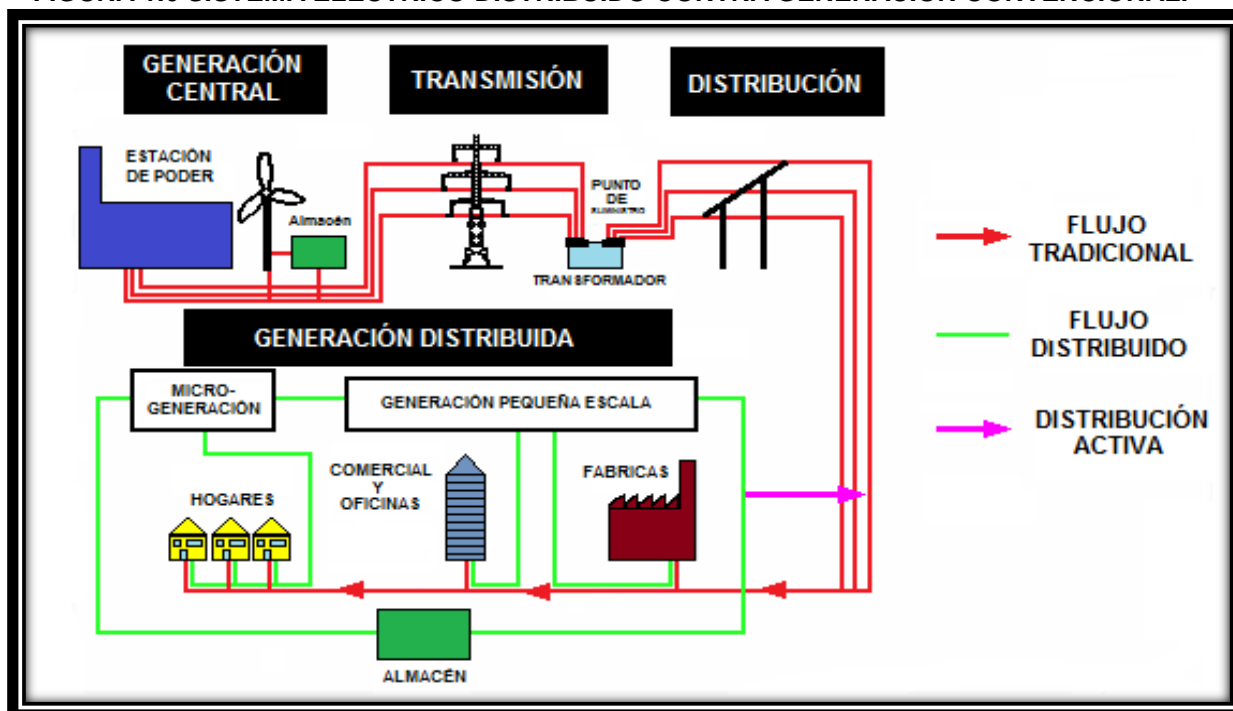 GENERACIÓN
CENTRAL
TRANSMISIÓN
DISTRIBUCIÓN
ESTACIÓN
DE PODER
Almacén
PUNTO
DE
TRANSFORMADOR
FLUJO
TRADICIONAL
GENERACIÓN DISTRIBUIDA
FLUJO
DISTRIBUIDO
MICRO-
GENERACIÓN
GENERACIÓN PEQUEÑA ESCALA
DISTRIBUCIÓN
ACTIVA
HOGARES
COMERCIAL
Y
OFICINAS
FABRICAS
ALMACÉN